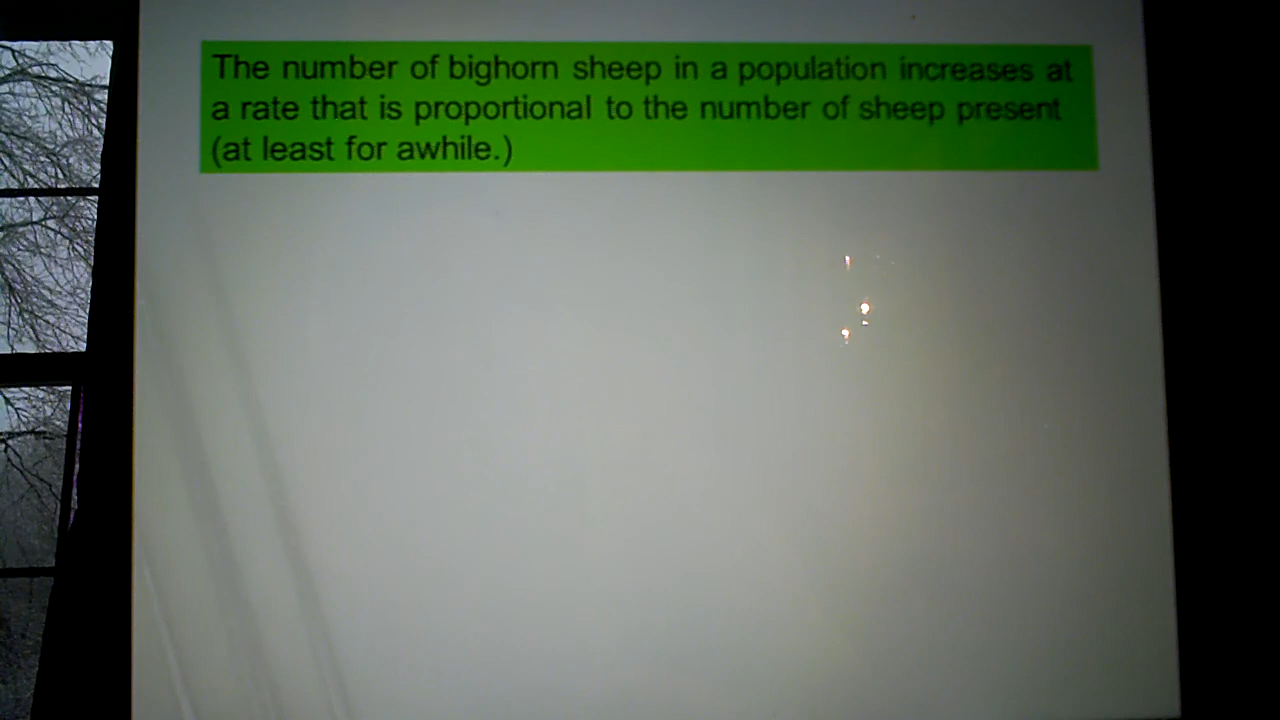 The number of bighorn sheep in a population increases at
a rate that is proportional to the number of sheep present
(at least for awhile.)